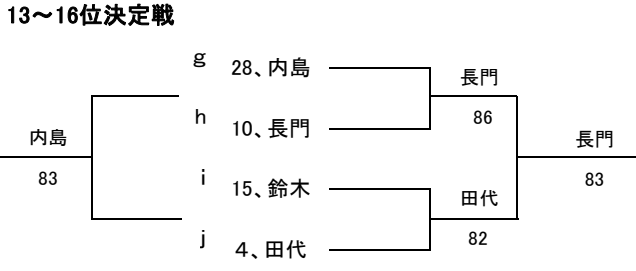 13～16位決定戦
g 28、内島
長門
h 10、長門
86
内島
長門
83
83
i 15、鈴木
田代
j 4、田代
82